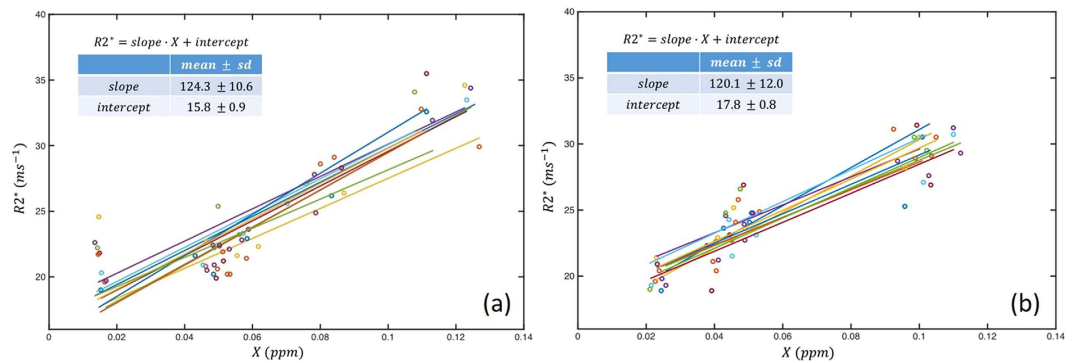 R2* = slope · X + intercept
mean ± sd
slope 124.3 ± 10.6
intercept 15.8 ± 0.9
R2* (ms⁻¹)
40
35
30
25
20
0 0.02 0.04 0.06 0.08 0.1 0.12 0.14
X (ppm)
(a)
R2* = slope · X + intercept
mean ± sd
slope 120.1 ± 12.0
intercept 17.8 ± 0.8
R2* (ms⁻¹)
40
35
30
25
20
0 0.02 0.04 0.06 0.08 0.1 0.12 0.14
X (ppm)
(b)